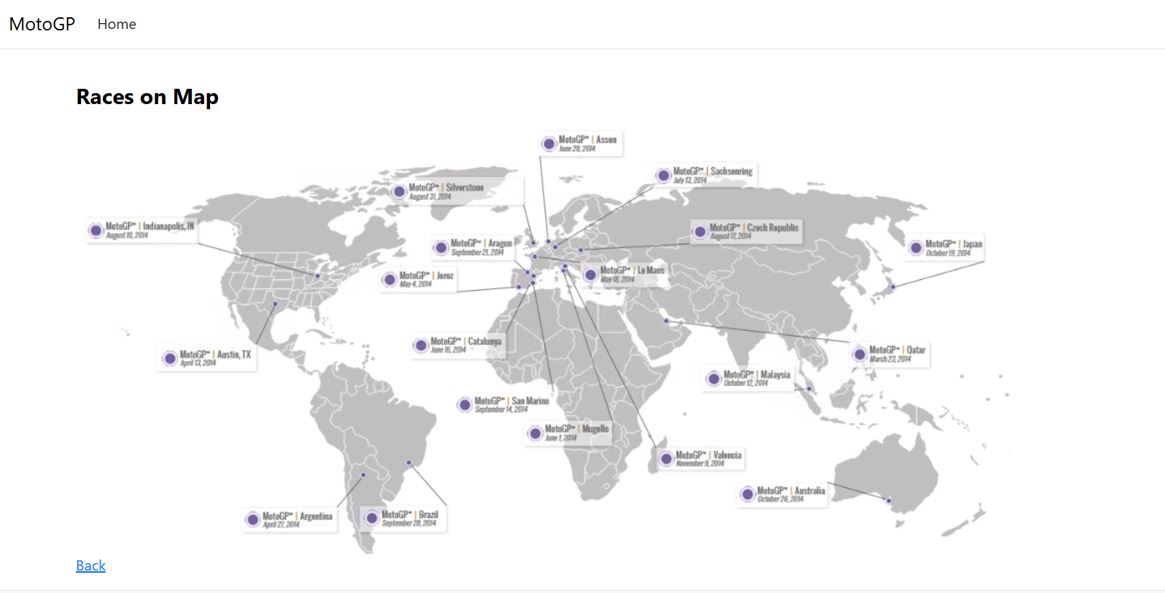 MotoGP Home
Races on Map
MotoGP™ | Assen
June 28, 2014
MotoGP™ | Sachsenring
July 13, 2014
MotoGP™ | Silverstone
August 31, 2014
MotoGP™ | Indianapolis, IN
August 10, 2014
MotoGP™ | Czech Republic
August 17, 2014
MotoGP™ | Aragon
September 21, 2014
MotoGP™ | Japan
October 19, 2014
MotoGP™ | Jerez
May 4, 2014
MotoGP™ | Le Mans
May 18, 2014
MotoGP™ | Catalunya
June 15, 2014
MotoGP™ | Austin, TX
April 13, 2014
MotoGP™ | Qatar
March 23, 2014
MotoGP™ | Malaysia
October 12, 2014
MotoGP™ | San Marino
September 14, 2014
MotoGP™ | Mugello
June 1, 2014
MotoGP™ | Valencia
November 9, 2014
MotoGP™ | Australia
October 26, 2014
MotoGP™ | Argentina
April 27, 2014
MotoGP™ | Brazil
September 28, 2014
Back